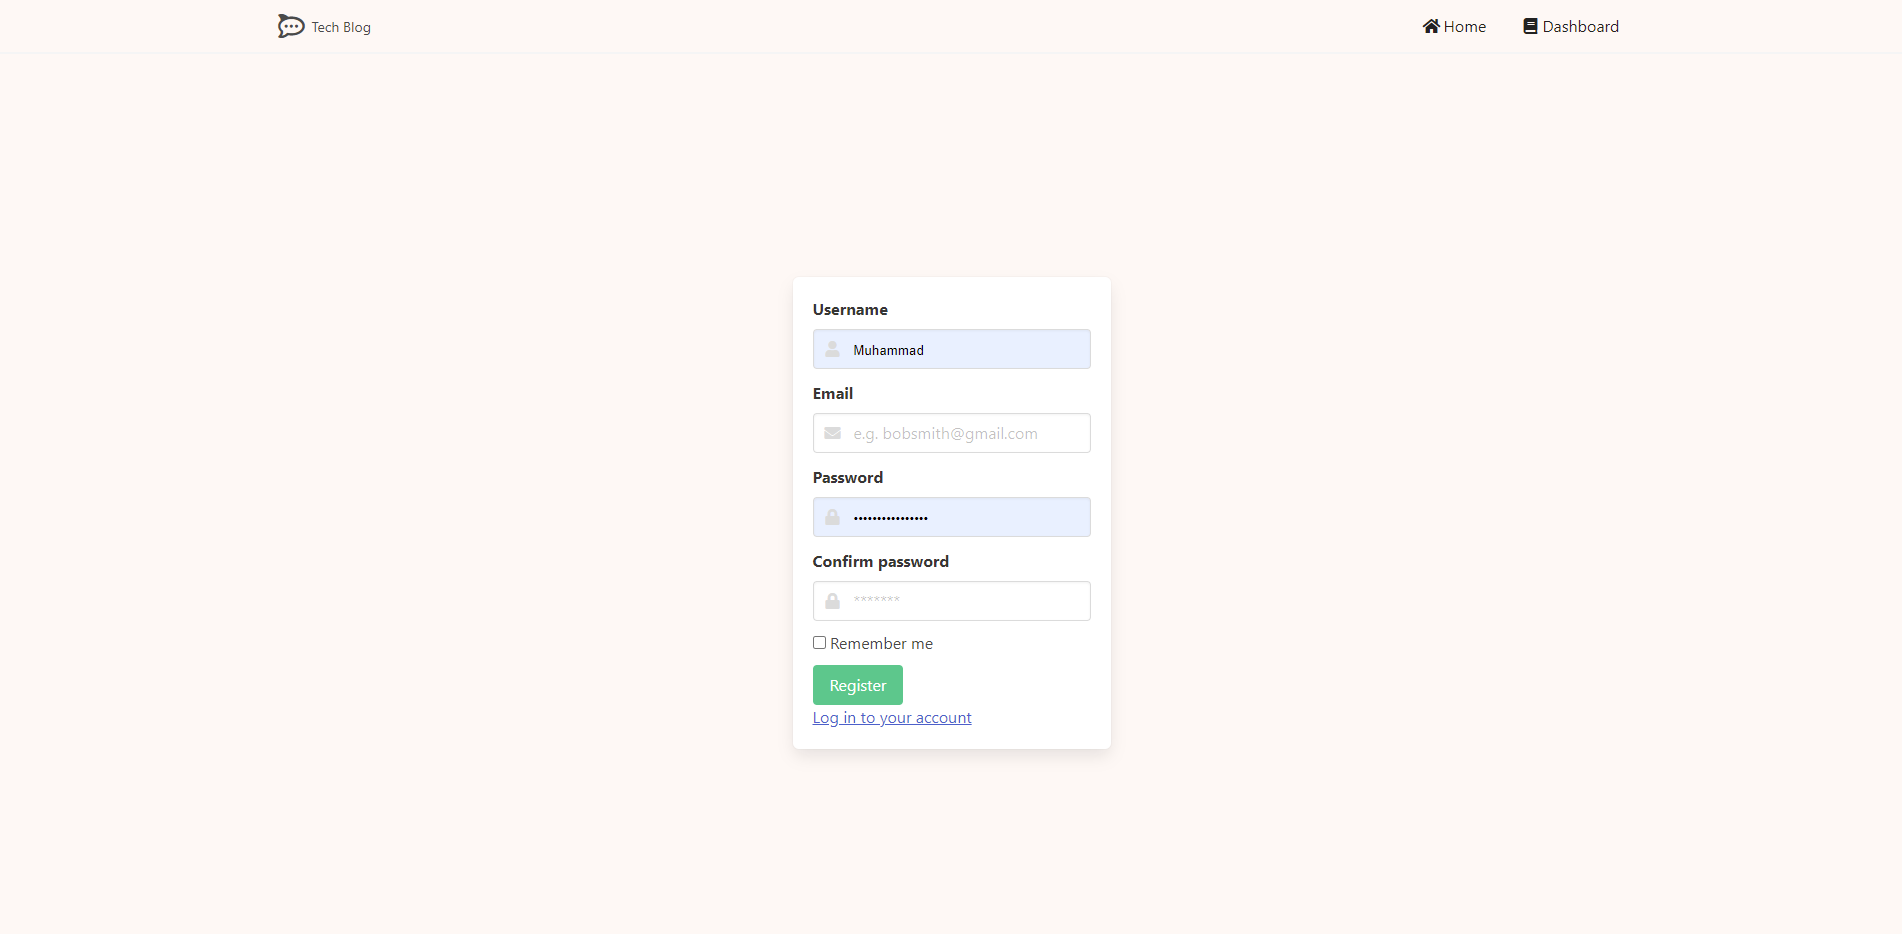 Tech Blog
Home
Dashboard
Username
Muhammad
Email
e.g. bobsmith@gmail.com
Password
••••••••••••••••
Confirm password
*******
Remember me
Register
Log in to your account